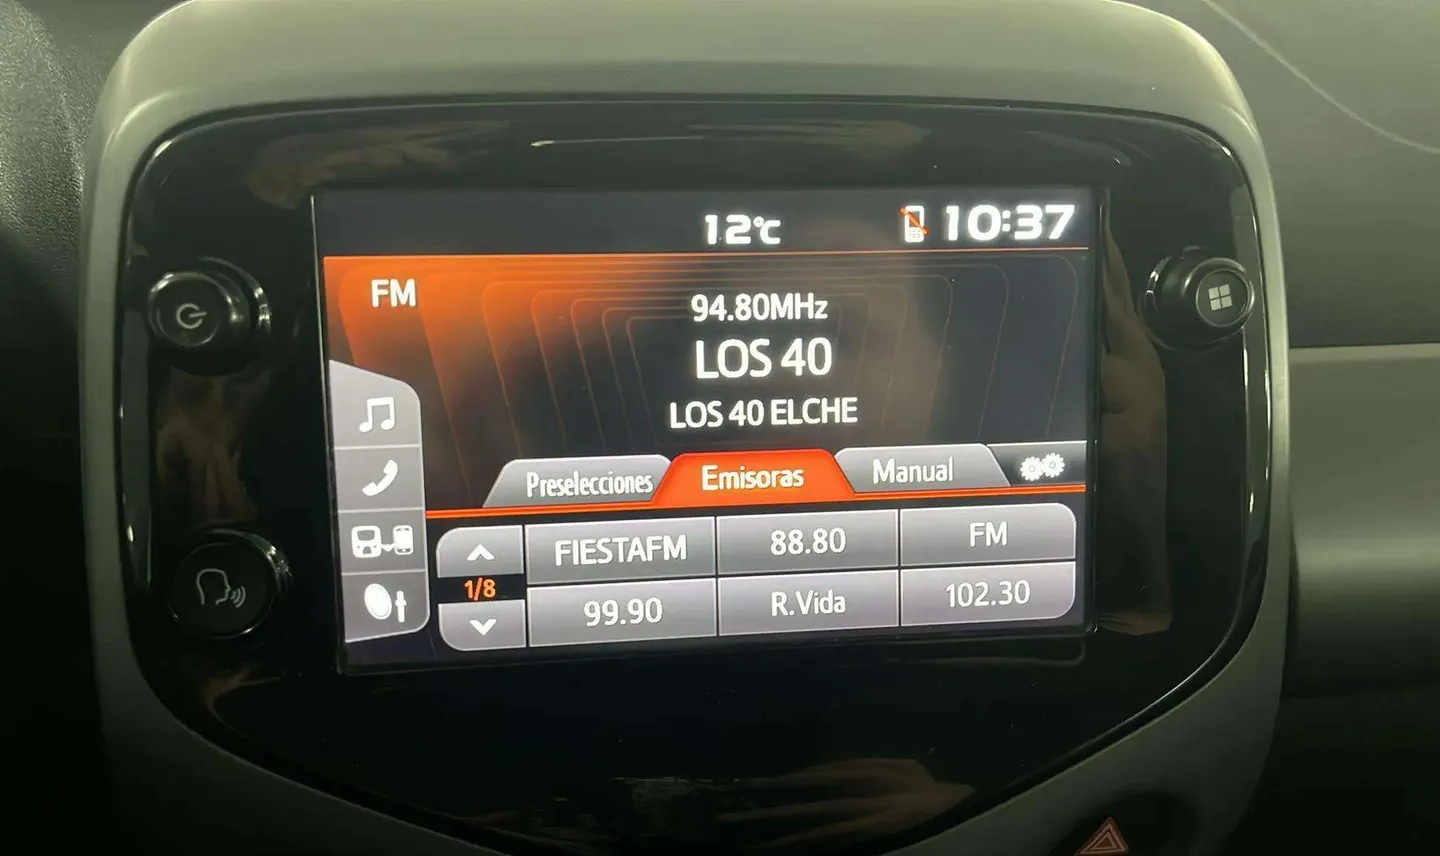 12°C 10:37
FM
94.80MHz
LOS 40
LOS 40 ELCHE
Preselecciones Emisoras Manual
FIESTAFM 88.80 FM
1/8
99.90 R.Vida 102.30